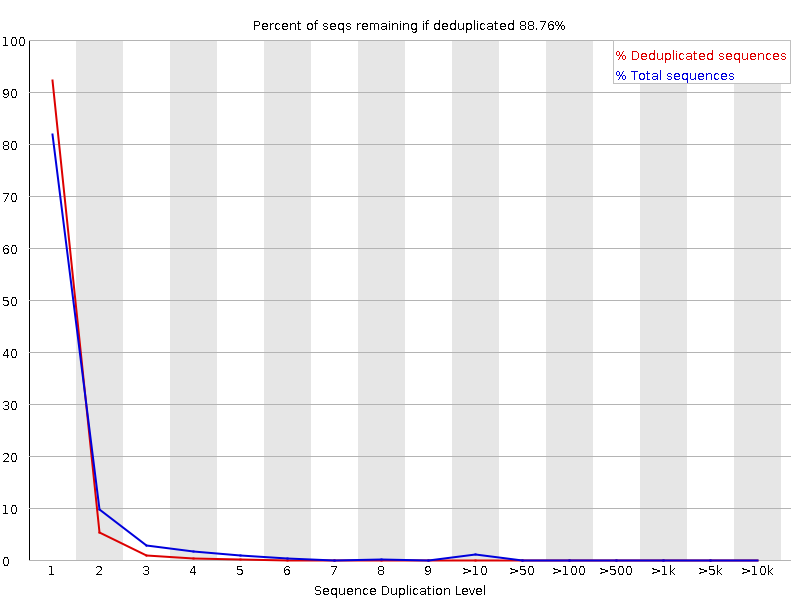 Percent of seqs remaining if deduplicated 88.76%
% Deduplicated sequences
% Total sequences
100
90
80
70
60
50
40
30
20
10
0
1 2 3 4 5 6 7 8 9 >10 >50 >100 >500 >1k >5k >10k
Sequence Duplication Level